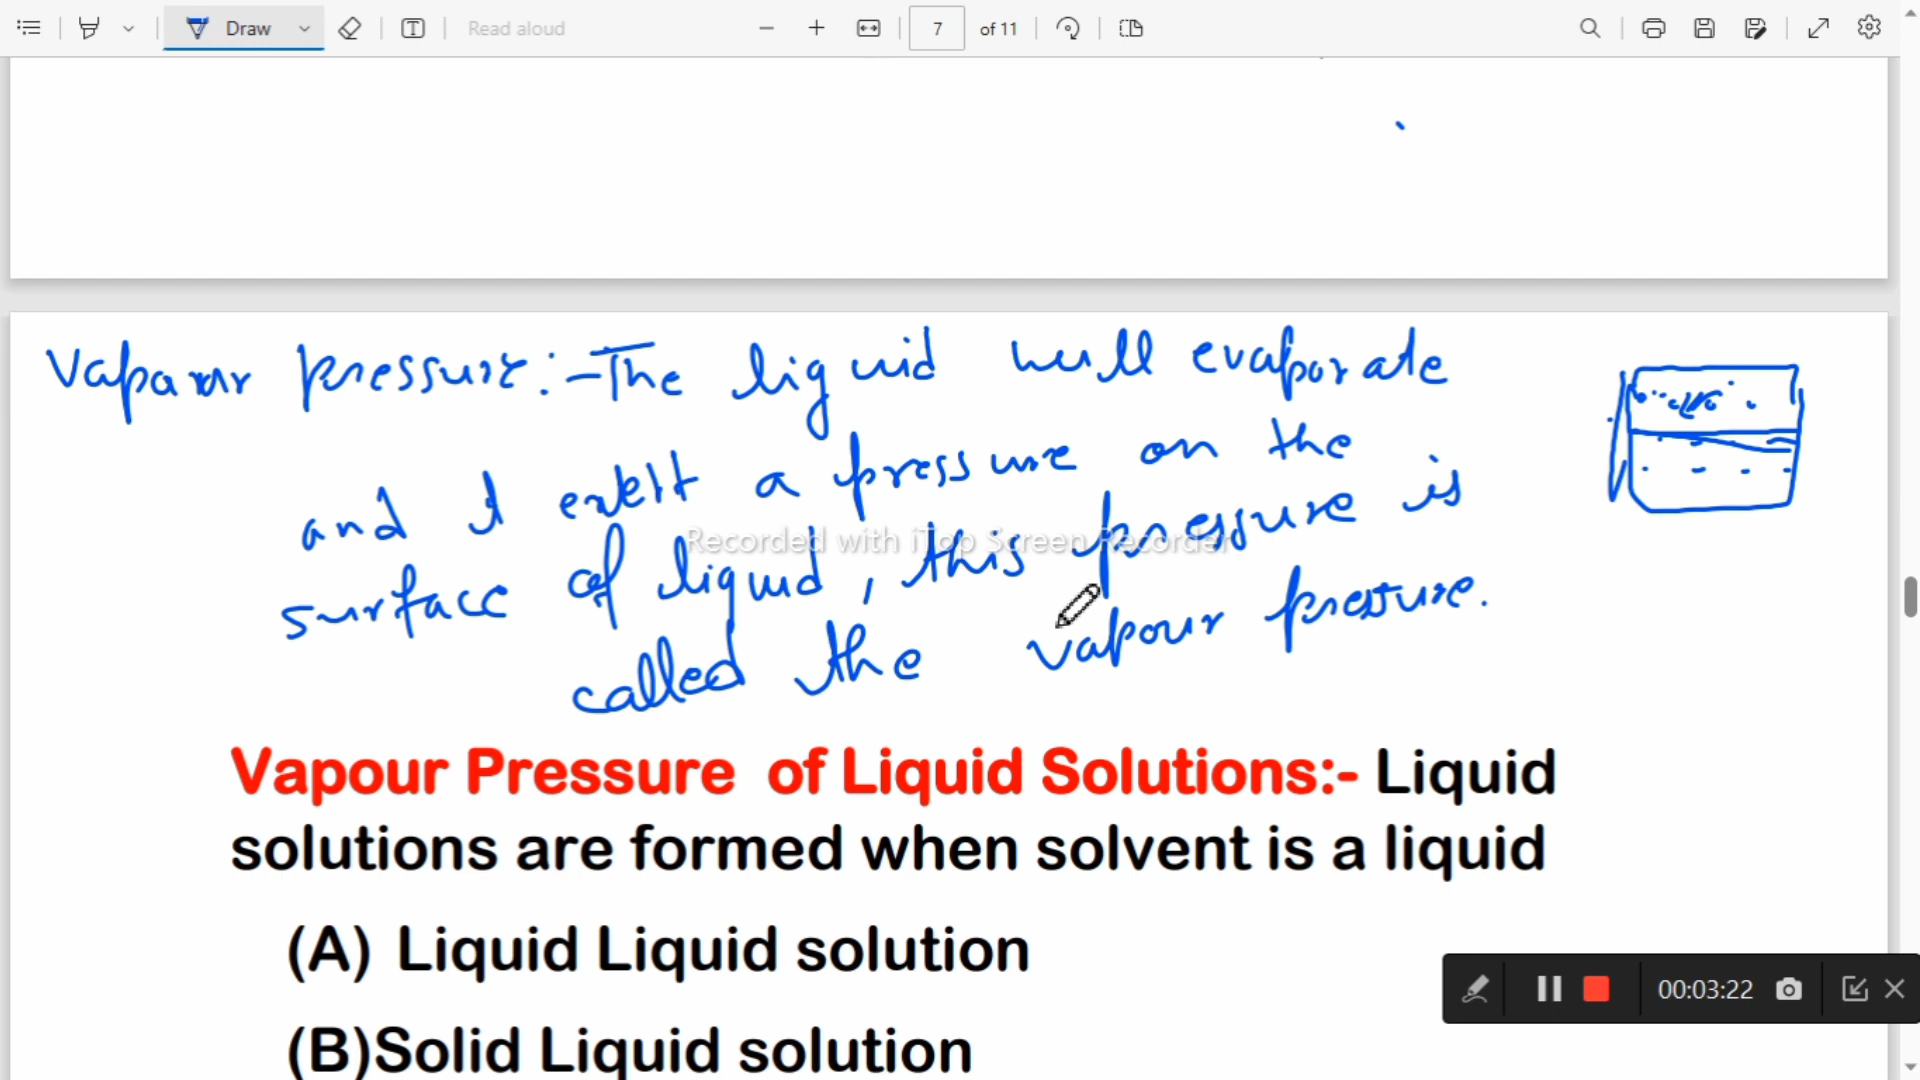 Draw
Read aloud
7 of 11
Vapour pressure:- The liquid will evaporate
and exert a pressure on the
surface of liquid, this pressure is
called the vapour pressure.
Recorded with iTop Screen Recorder
Vapour Pressure of Liquid Solutions:- Liquid
solutions are formed when solvent is a liquid
(A) Liquid Liquid solution
(B)Solid Liquid solution
00:03:22